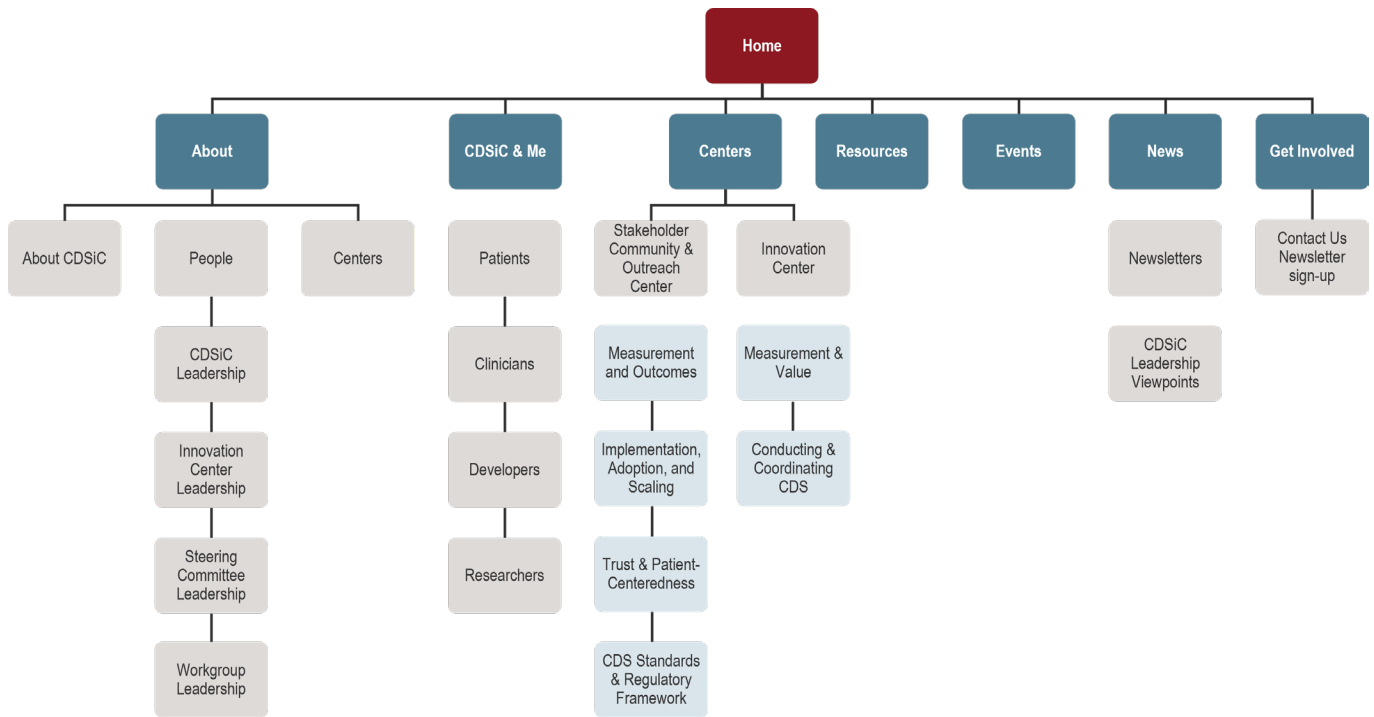 Home
About
CDSiC & Me
Centers
Resources
Events
News
Get Involved
About CDSiC
People
Centers
Patients
Stakeholder
Community &
Outreach
Center
Innovation
Center
Newsletters
Contact Us
Newsletter
sign-up
CDSiC
Leadership
Clinicians
Measurement
and Outcomes
Measurement &
Value
CDSiC
Leadership
Viewpoints
Innovation
Center
Leadership
Developers
Implementation,
Adoption, and
Scaling
Conducting &
Coordinating
CDS
Steering
Committee
Leadership
Researchers
Trust & Patient-
Centeredness
Workgroup
Leadership
CDS Standards
& Regulatory
Framework